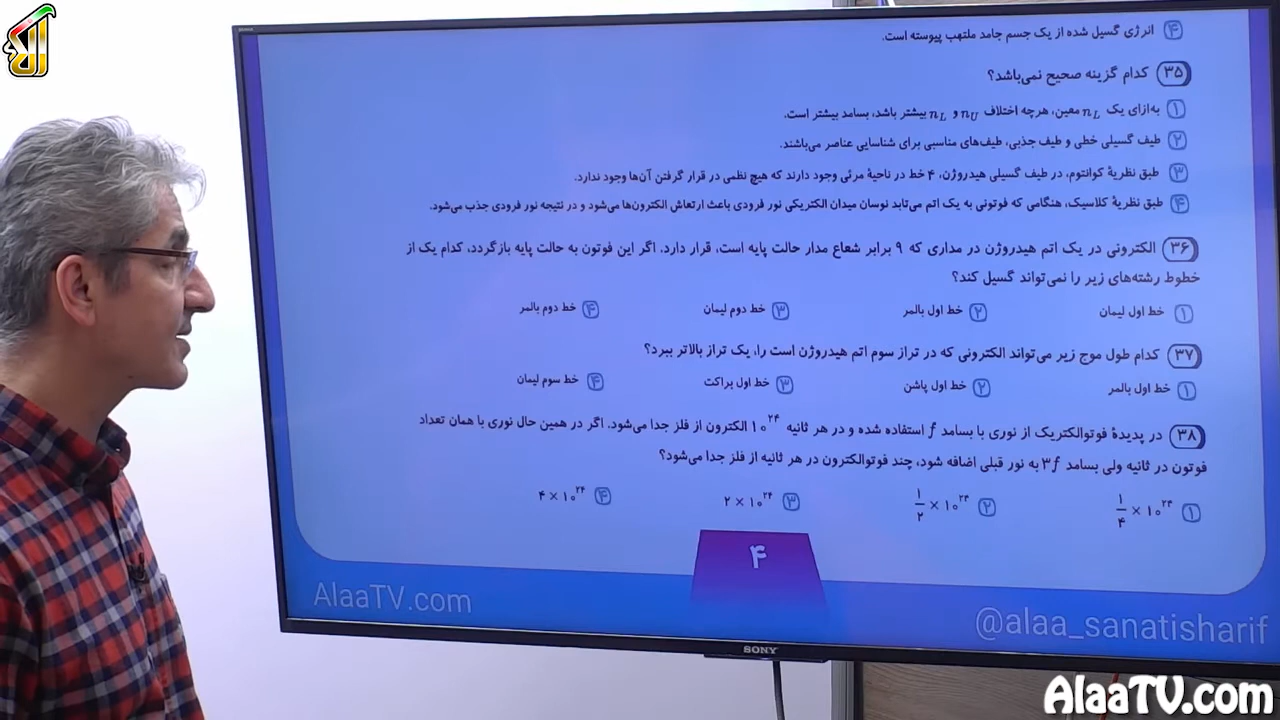 ۴ انرژی گسیل شده از یک جسم جامد ملتهب پیوسته است.
۳۵ کدام گزینه صحیح نمی‌باشد؟
۱ به‌ازای یک n_L معین، هرچه اختلاف n_U و n_L بیشتر باشد، بسامد بیشتر است.
۲ طیف گسیلی خطی و طیف جذبی، طیف‌های مناسبی برای شناسایی عناصر می‌باشند.
۳ طبق نظریهٔ کوانتوم، در طیف گسیلی هیدروژن، ۴ خط در ناحیهٔ مرئی وجود دارند که هیچ نظمی در قرار گرفتن آن‌ها وجود ندارد.
۴ طبق نظریهٔ کلاسیک، هنگامی که فوتونی به یک اتم می‌تابد نوسان میدان الکتریکی نور فرودی باعث ارتعاش الکترون‌ها می‌شود و در نتیجه نور فرودی جذب می‌شود.
۳۶ الکترونی در یک اتم هیدروژن در مداری که ۹ برابر شعاع مدار حالت پایه است، قرار دارد. اگر این فوتون به حالت پایه بازگردد، کدام یک از
خطوط رشته‌های زیر را نمی‌تواند گسیل کند؟
۱ خط اول لیمان ۲ خط اول بالمر ۳ خط دوم لیمان ۴ خط دوم بالمر
۳۷ کدام طول موج زیر می‌تواند الکترونی که در تراز سوم اتم هیدروژن است را، یک تراز بالاتر ببرد؟
۱ خط اول بالمر ۲ خط اول پاشن ۳ خط اول براکت ۴ خط سوم لیمان
۳۸ در پدیدهٔ فوتوالکتریک از نوری با بسامد f استفاده شده و در هر ثانیه ۱۰^۲۴ الکترون از فلز جدا می‌شود. اگر در همین حال نوری با همان تعداد
فوتون در ثانیه ولی بسامد ۳f به نور قبلی اضافه شود، چند فوتوالکترون در هر ثانیه از فلز جدا می‌شود؟
۱ ۱/۴ × ۱۰^۲۴ ۲ ۱/۲ × ۱۰^۲۴ ۳ ۲ × ۱۰^۲۴ ۴ ۴ × ۱۰^۲۴
۴
AlaaTV.com
@alaa_sanatisharif
SONY
AlaaTV.com